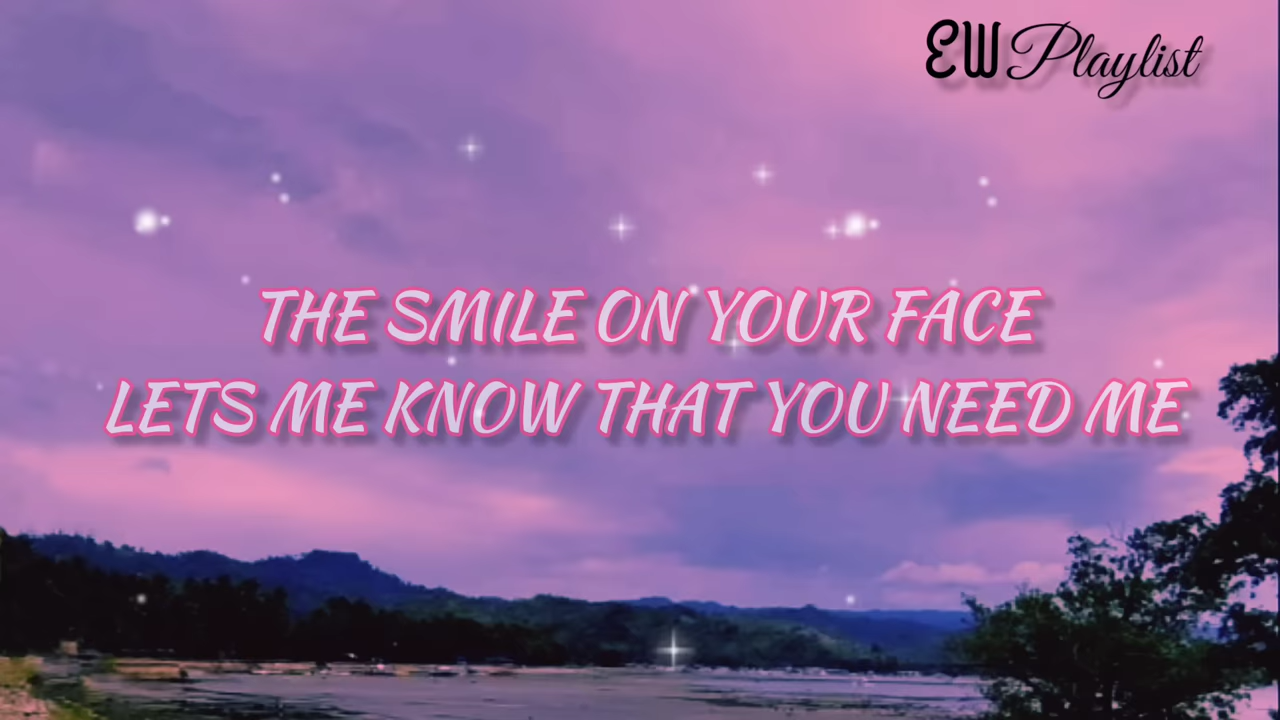 EW Playlist
THE SMILE ON YOUR FACE
LETS ME KNOW THAT YOU NEED ME